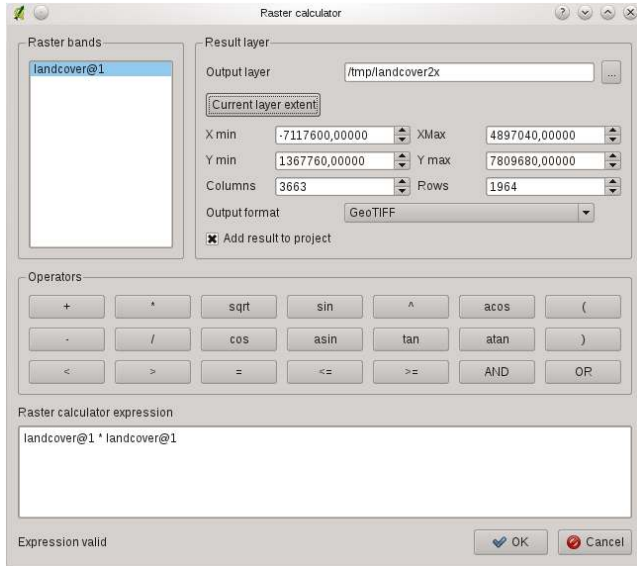 Raster calculator
Raster bands
landcover@1
Result layer
Output layer
/tmp/landcover2x
...
Current layer extent
X min
-7117600,00000
XMax
4897040,00000
Y min
1367760,00000
Y max
7809680,00000
Columns
3663
Rows
1964
Output format
GeoTIFF
Add result to project
Operators
+ * sqrt sin ^ acos (
- / cos asin tan atan )
< > = <= >= AND OR
Raster calculator expression
landcover@1 * landcover@1
Expression valid
OK
Cancel